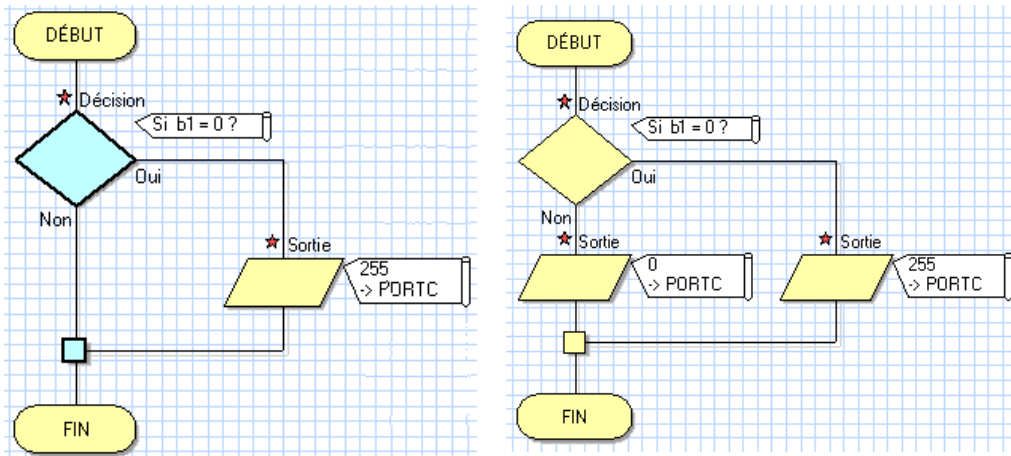 DÉBUT
Décision
Si b1 = 0 ?
Oui
Non
Sortie
255
-> PORTC
FIN
DÉBUT
Décision
Si b1 = 0 ?
Oui
Non
Sortie
0
-> PORTC
Sortie
255
-> PORTC
FIN